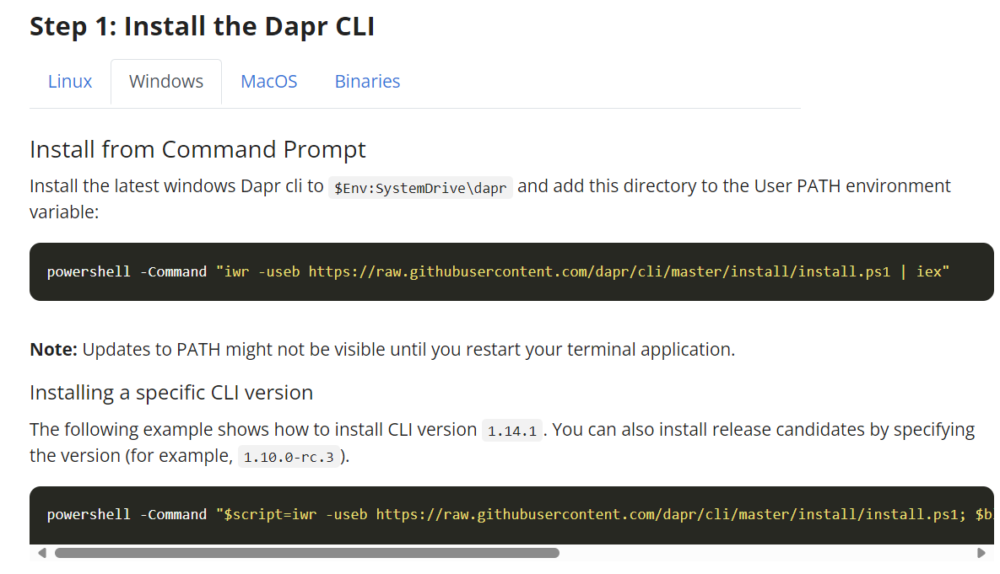 Step 1: Install the Dapr CLI
Linux Windows MacOS Binaries
Install from Command Prompt
Install the latest windows Dapr cli to $Env:SystemDrive\dapr and add this directory to the User PATH environment
variable:
powershell -Command "iwr -useb https://raw.githubusercontent.com/dapr/cli/master/install/install.ps1 | iex"
Note: Updates to PATH might not be visible until you restart your terminal application.
Installing a specific CLI version
The following example shows how to install CLI version 1.14.1. You can also install release candidates by specifying
the version (for example, 1.10.0-rc.3).
powershell -Command "$script=iwr -useb https://raw.githubusercontent.com/dapr/cli/master/install/install.ps1;